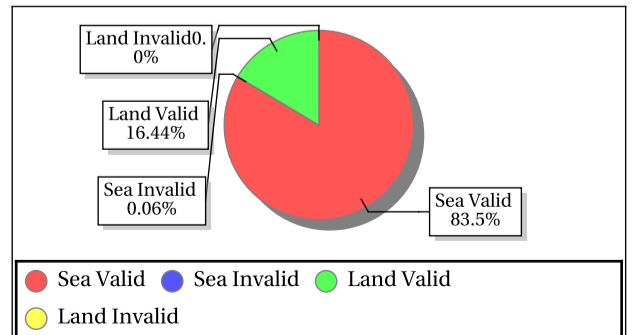 Land Invalid0.
0%
Land Valid
16.44%
Sea Invalid
0.06%
Sea Valid
83.5%
Sea Valid Sea Invalid Land Valid
Land Invalid